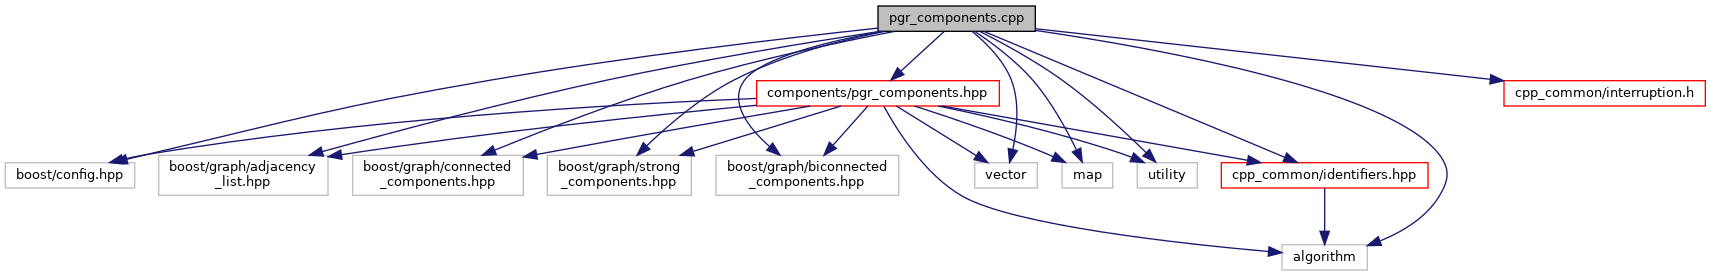 pgr_components.cpp
components/pgr_components.hpp
cpp_common/interruption.h
boost/config.hpp
boost/graph/adjacency
_list.hpp
boost/graph/connected
_components.hpp
boost/graph/strong
_components.hpp
boost/graph/biconnected
_components.hpp
vector
map
utility
cpp_common/identifiers.hpp
algorithm